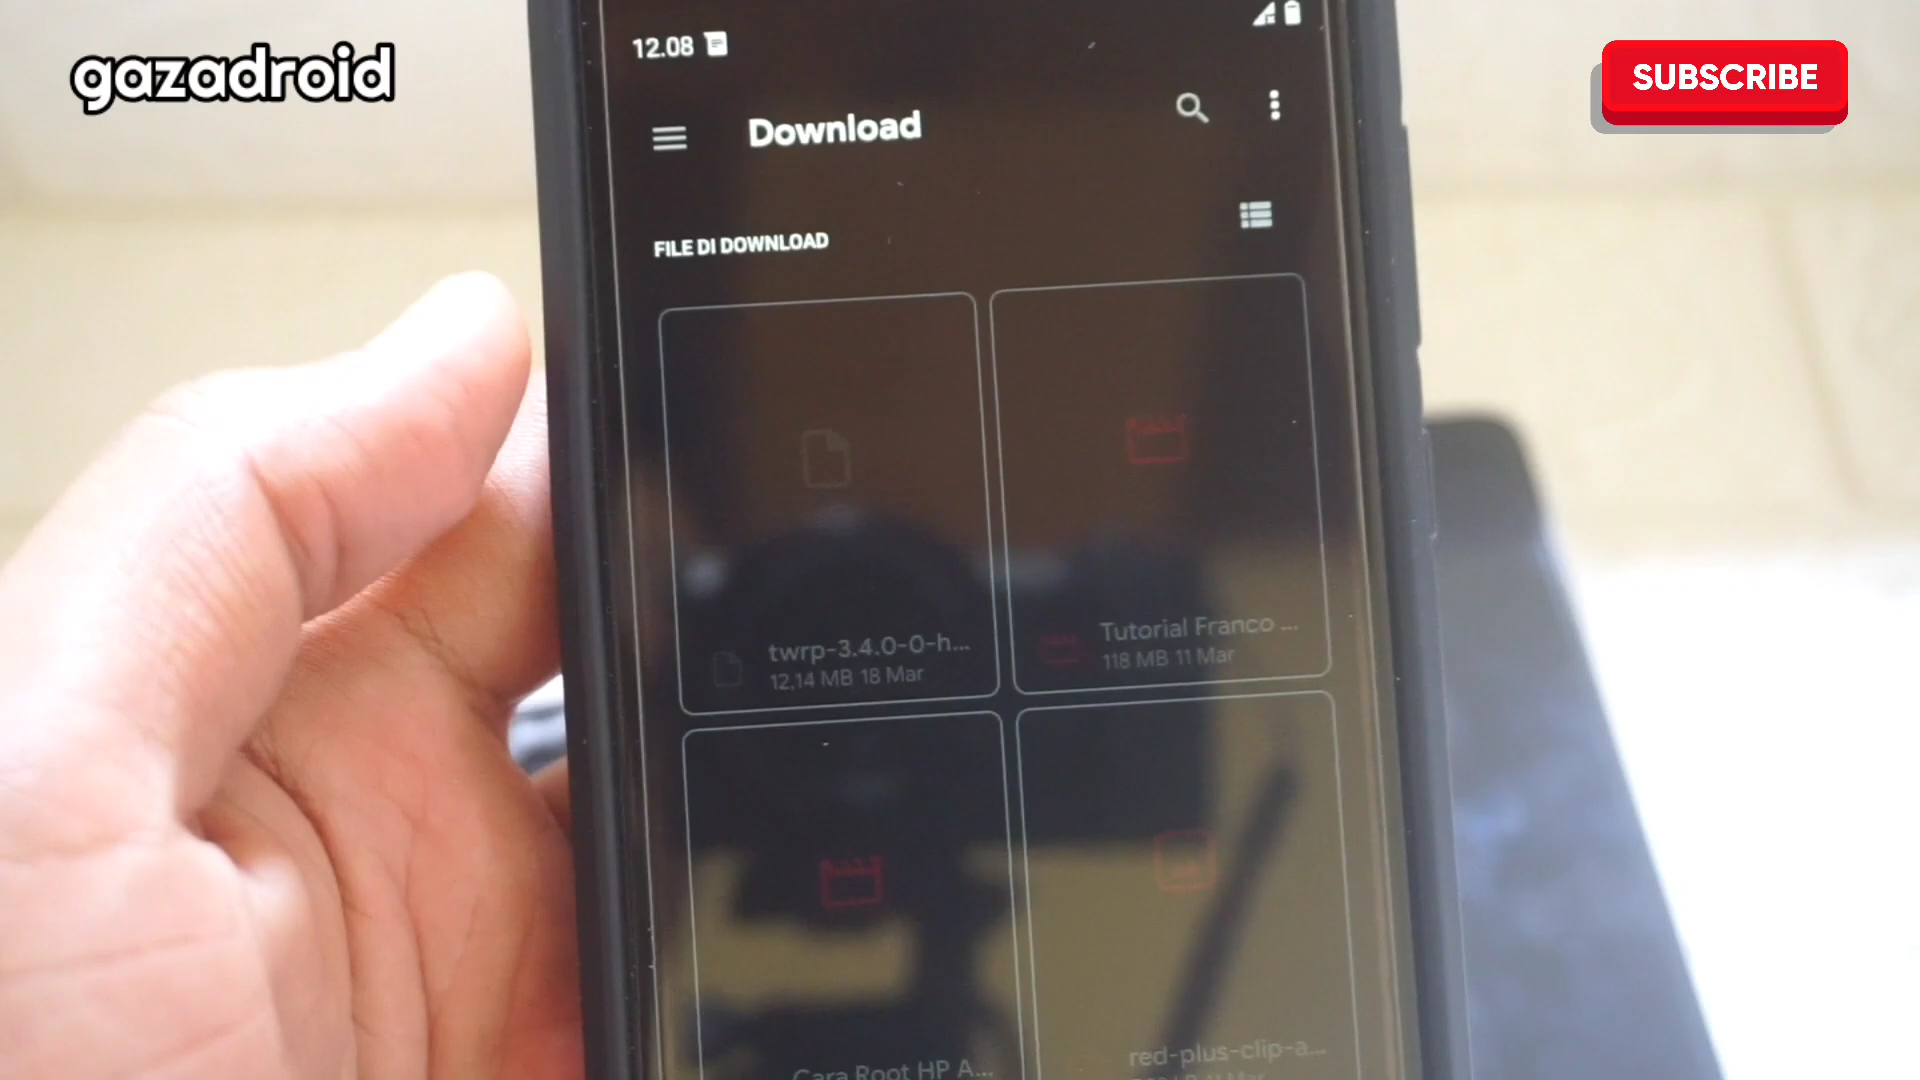 gazadroid
SUBSCRIBE
12.08
Download
FILE DI DOWNLOAD
twrp-3.4.0-0-h...
12,14 MB 18 Mar
Tutorial Franco ...
118 MB 11 Mar
Cara Root HP A...
red-plus-clip-a...